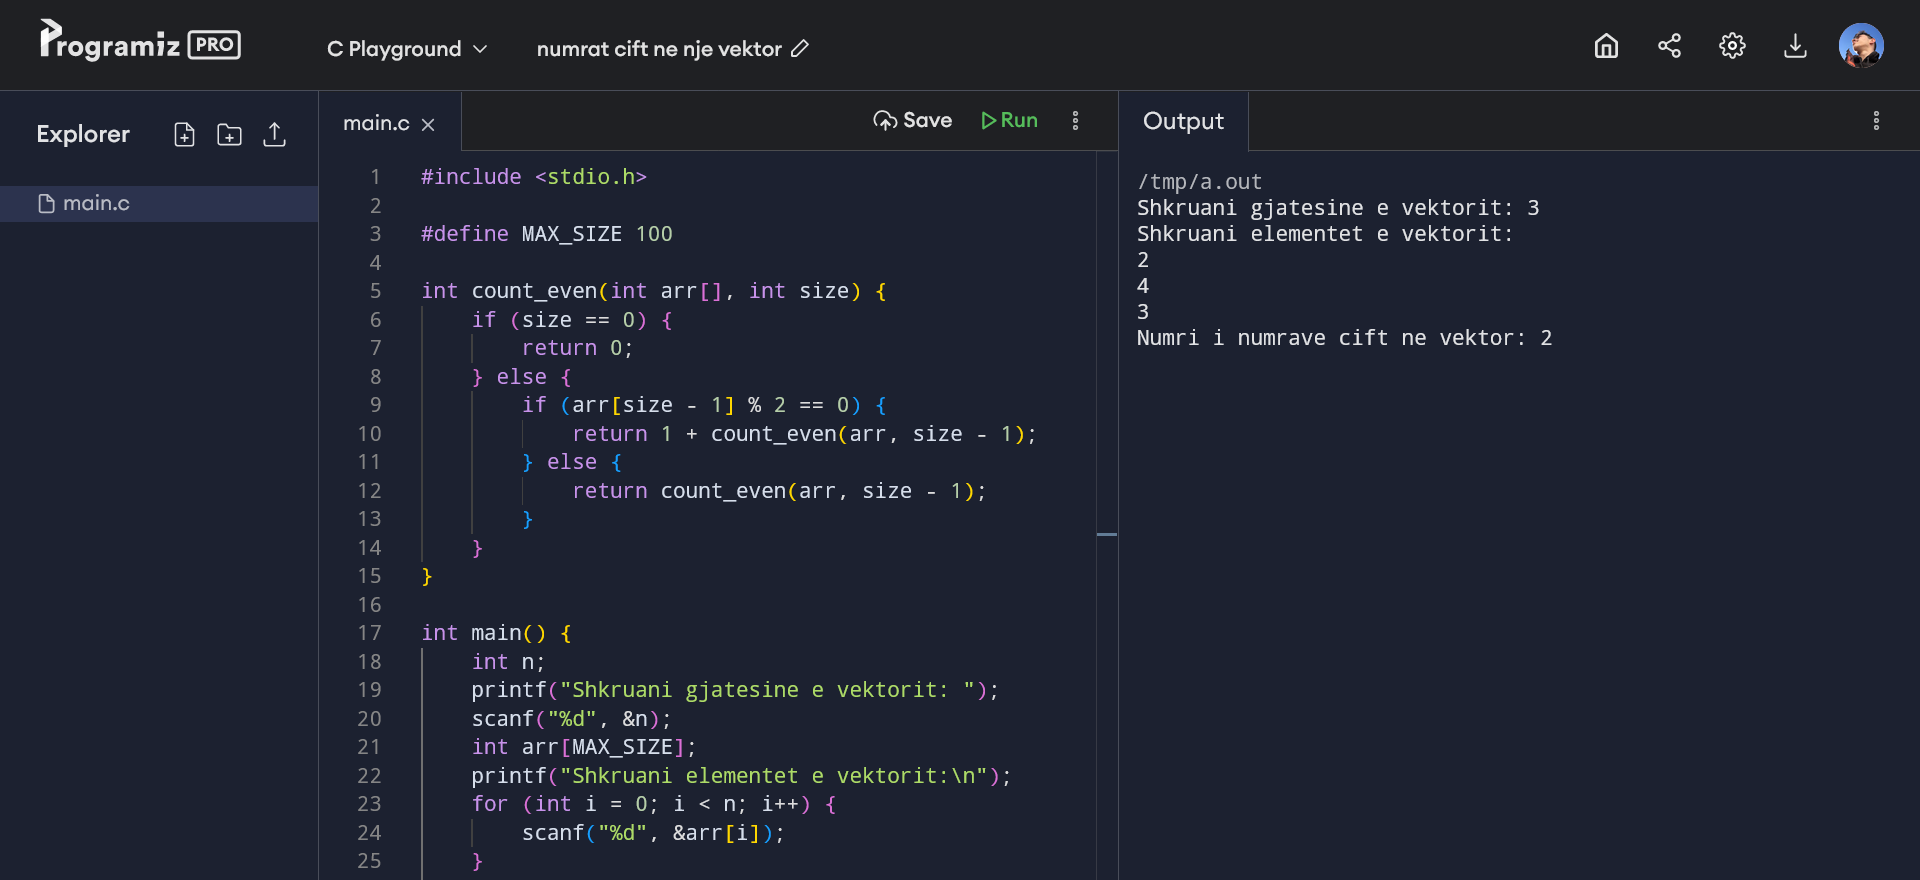 Programiz PRO
C Playground
numrat cift ne nje vektor
Explorer
main.c
main.c
Save
Run
1 #include <stdio.h>
2
3 #define MAX_SIZE 100
4
5 int count_even(int arr[], int size) {
6 if (size == 0) {
7 return 0;
8 } else {
9 if (arr[size - 1] % 2 == 0) {
10 return 1 + count_even(arr, size - 1);
11 } else {
12 return count_even(arr, size - 1);
13 }
14 }
15 }
16
17 int main() {
18 int n;
19 printf("Shkruani gjatesine e vektorit: ");
20 scanf("%d", &n);
21 int arr[MAX_SIZE];
22 printf("Shkruani elementet e vektorit:\n");
23 for (int i = 0; i < n; i++) {
24 scanf("%d", &arr[i]);
25 }
Output
/tmp/a.out
Shkruani gjatesine e vektorit: 3
Shkruani elementet e vektorit:
2
4
3
Numri i numrave cift ne vektor: 2